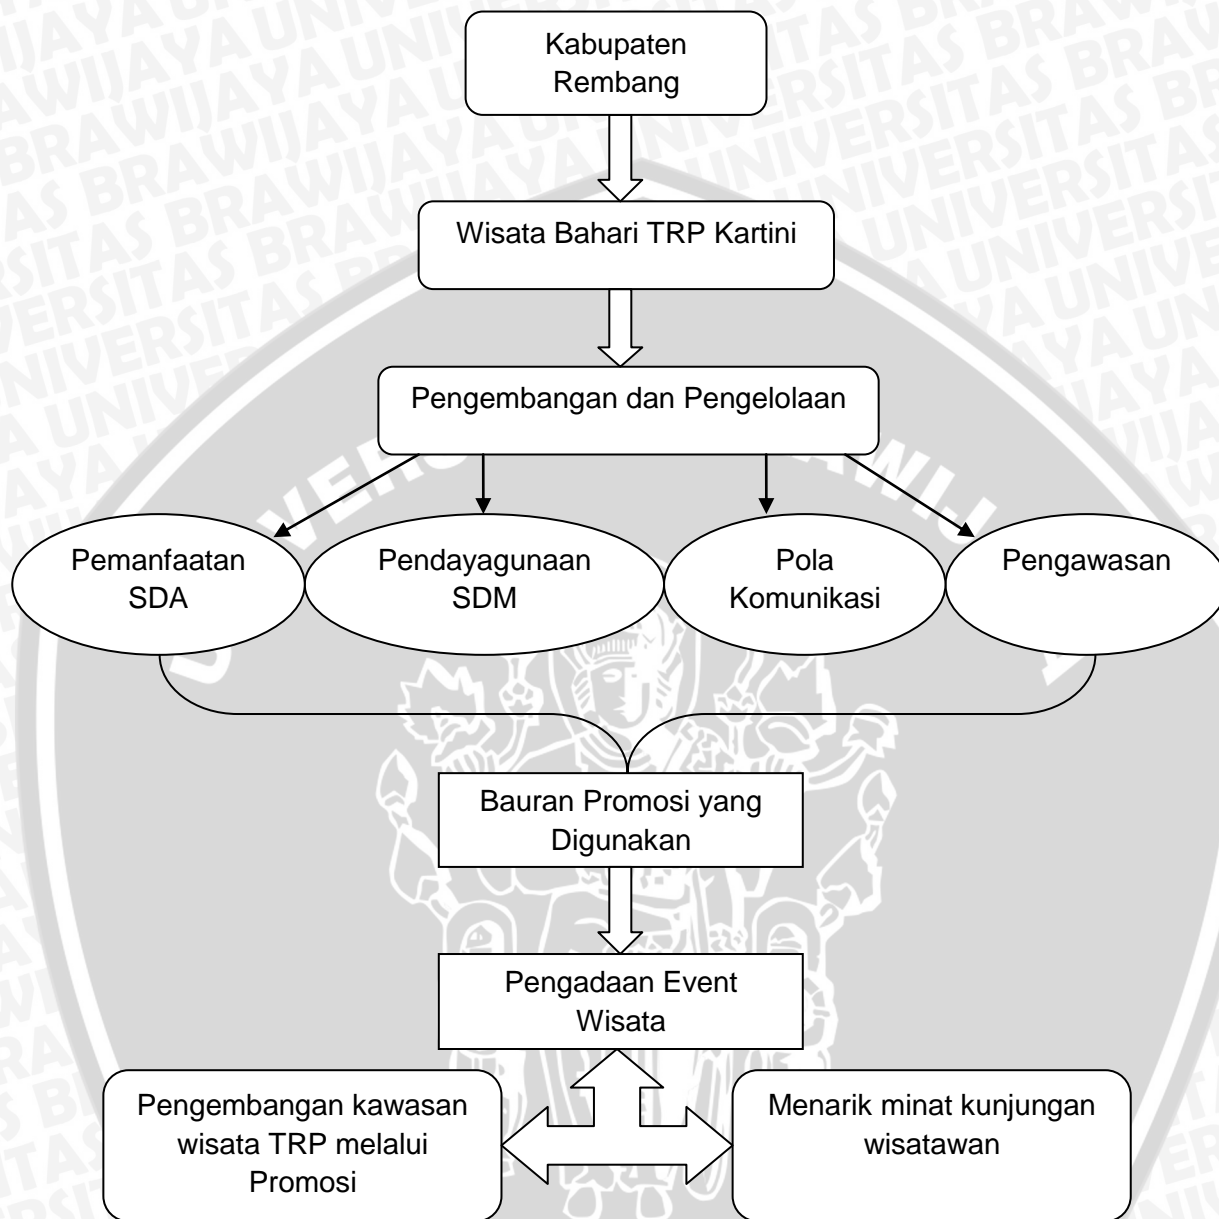 Kabupaten
Rembang
Wisata Bahari TRP Kartini
Pengembangan dan Pengelolaan
Pemanfaatan
SDA
Pendayagunaan
SDM
Pola
Komunikasi
Pengawasan
Bauran Promosi yang
Digunakan
Pengadaan Event
Wisata
Pengembangan kawasan
wisata TRP melalui
Promosi
Menarik minat kunjungan
wisatawan